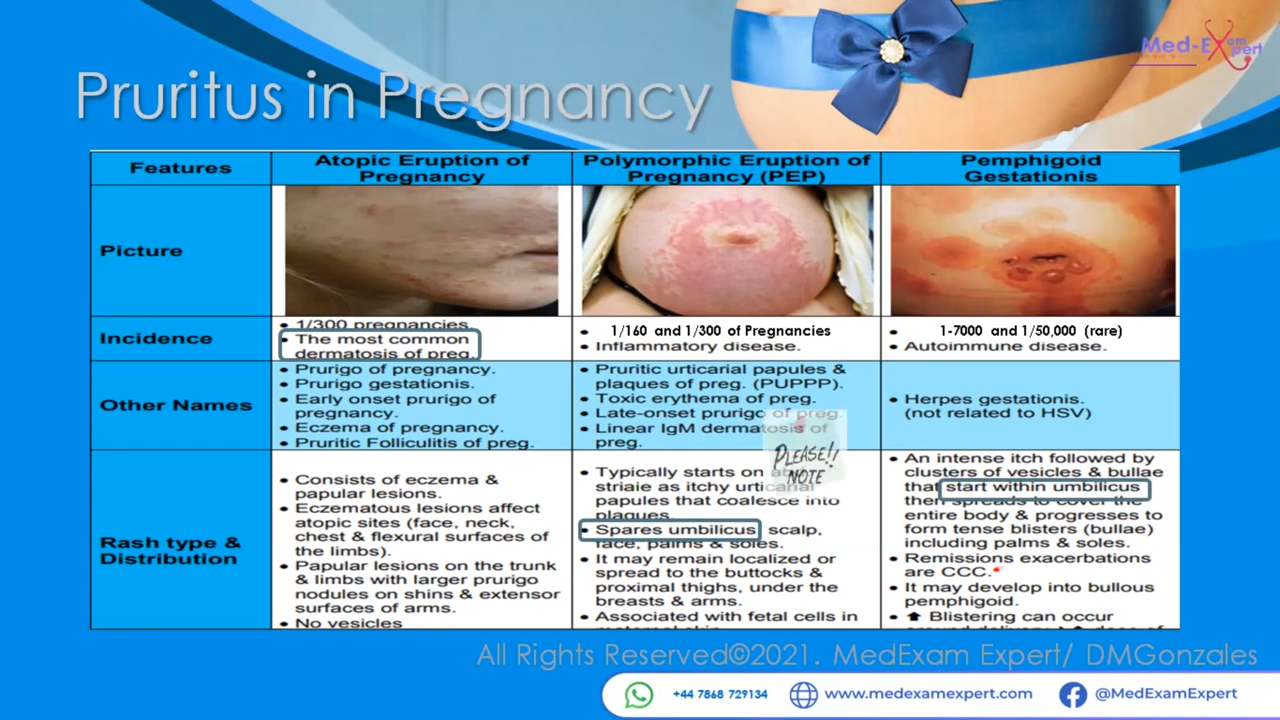 Med-Exam Expert
Pruritus in Pregnancy
Features
Atopic Eruption of
Pregnancy
Polymorphic Eruption of
Pregnancy (PEP)
Pemphigoid
Gestationis
Picture
Incidence
• 1/300 pregnancies.
• The most common
dermatosis of preg.
• 1/160 and 1/300 of Pregnancies
• Inflammatory disease.
• 1-7000 and 1/50,000 (rare)
• Autoimmune disease.
Other Names
• Prurigo of pregnancy.
• Prurigo gestationis.
• Early onset prurigo of
pregnancy.
• Eczema of pregnancy.
• Pruritic Folliculitis of preg.
• Pruritic urticarial papules &
plaques of preg. (PUPPP).
• Toxic erythema of preg.
• Late-onset prurigo of preg.
• Linear IgM dermatosis of
preg.
• Herpes gestationis.
(not related to HSV)
PLEASE!!
NOTE
Rash type &
Distribution
• Consists of eczema &
papular lesions.
• Eczematous lesions affect
atopic sites (face, neck,
chest & flexural surfaces of
the limbs).
• Papular lesions on the trunk
& limbs with larger prurigo
nodules on shins & extensor
surfaces of arms.
• No vesicles
• Typically starts on
striaie as itchy urticarial
papules that coalesce into
plaques.
• Spares umbilicus, scalp,
face, palms & soles.
• It may remain localized or
spread to the buttocks &
proximal thighs, under the
breasts & arms.
• Associated with fetal cells in
• An intense itch followed by
clusters of vesicles & bullae
that start within umbilicus
then spreads to cover the
entire body & progresses to
form tense blisters (bullae)
including palms & soles.
• Remissions exacerbations
are CCC.
• It may develop into bullous
pemphigoid.
• ⬆ Blistering can occur
All Rights Reserved©2021. MedExam Expert/ DMGonzales
+44 7868 729134
www.medexamexpert.com
@MedExamExpert